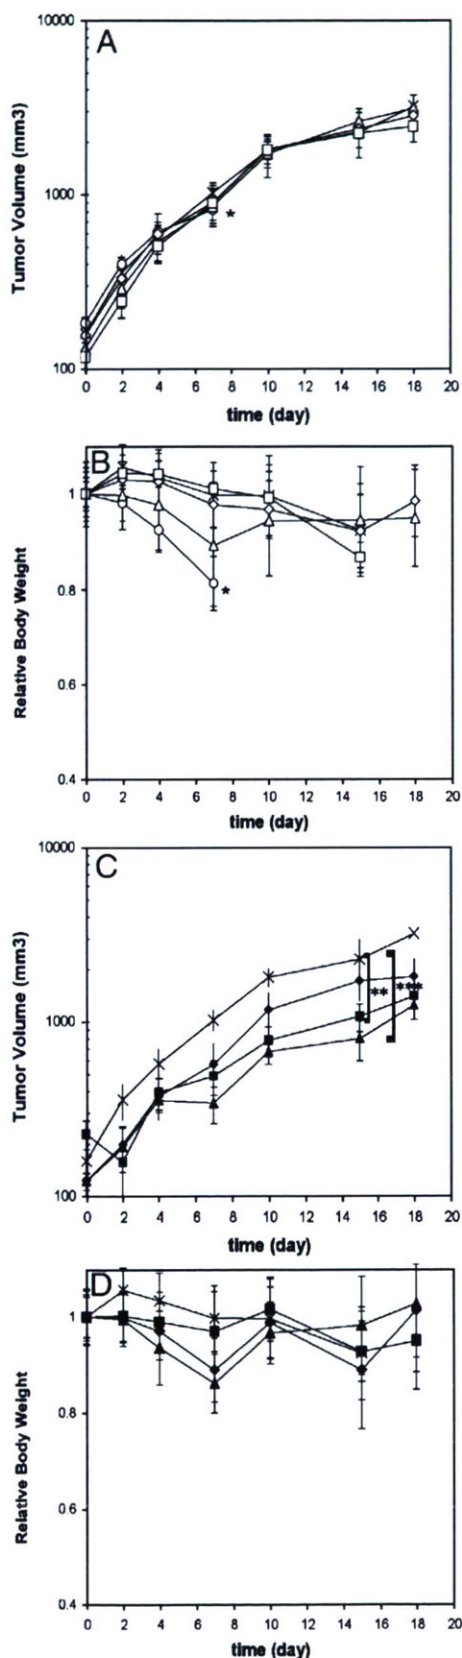 A
Tumor Volume (mm3)
10000
1000
100
*
0 2 4 6 8 10 12 14 16 18 20
time (day)
B
Relative Body Weight
1
0.8
0.6
0.4
*
0 2 4 6 8 10 12 14 16 18 20
time (day)
C
Tumor Volume (mm3)
10000
1000
100
** ***
0 2 4 6 8 10 12 14 16 18 20
time (day)
D
Relative Body Weight
1
0.8
0.6
0.4
0 2 4 6 8 10 12 14 16 18 20
time (day)